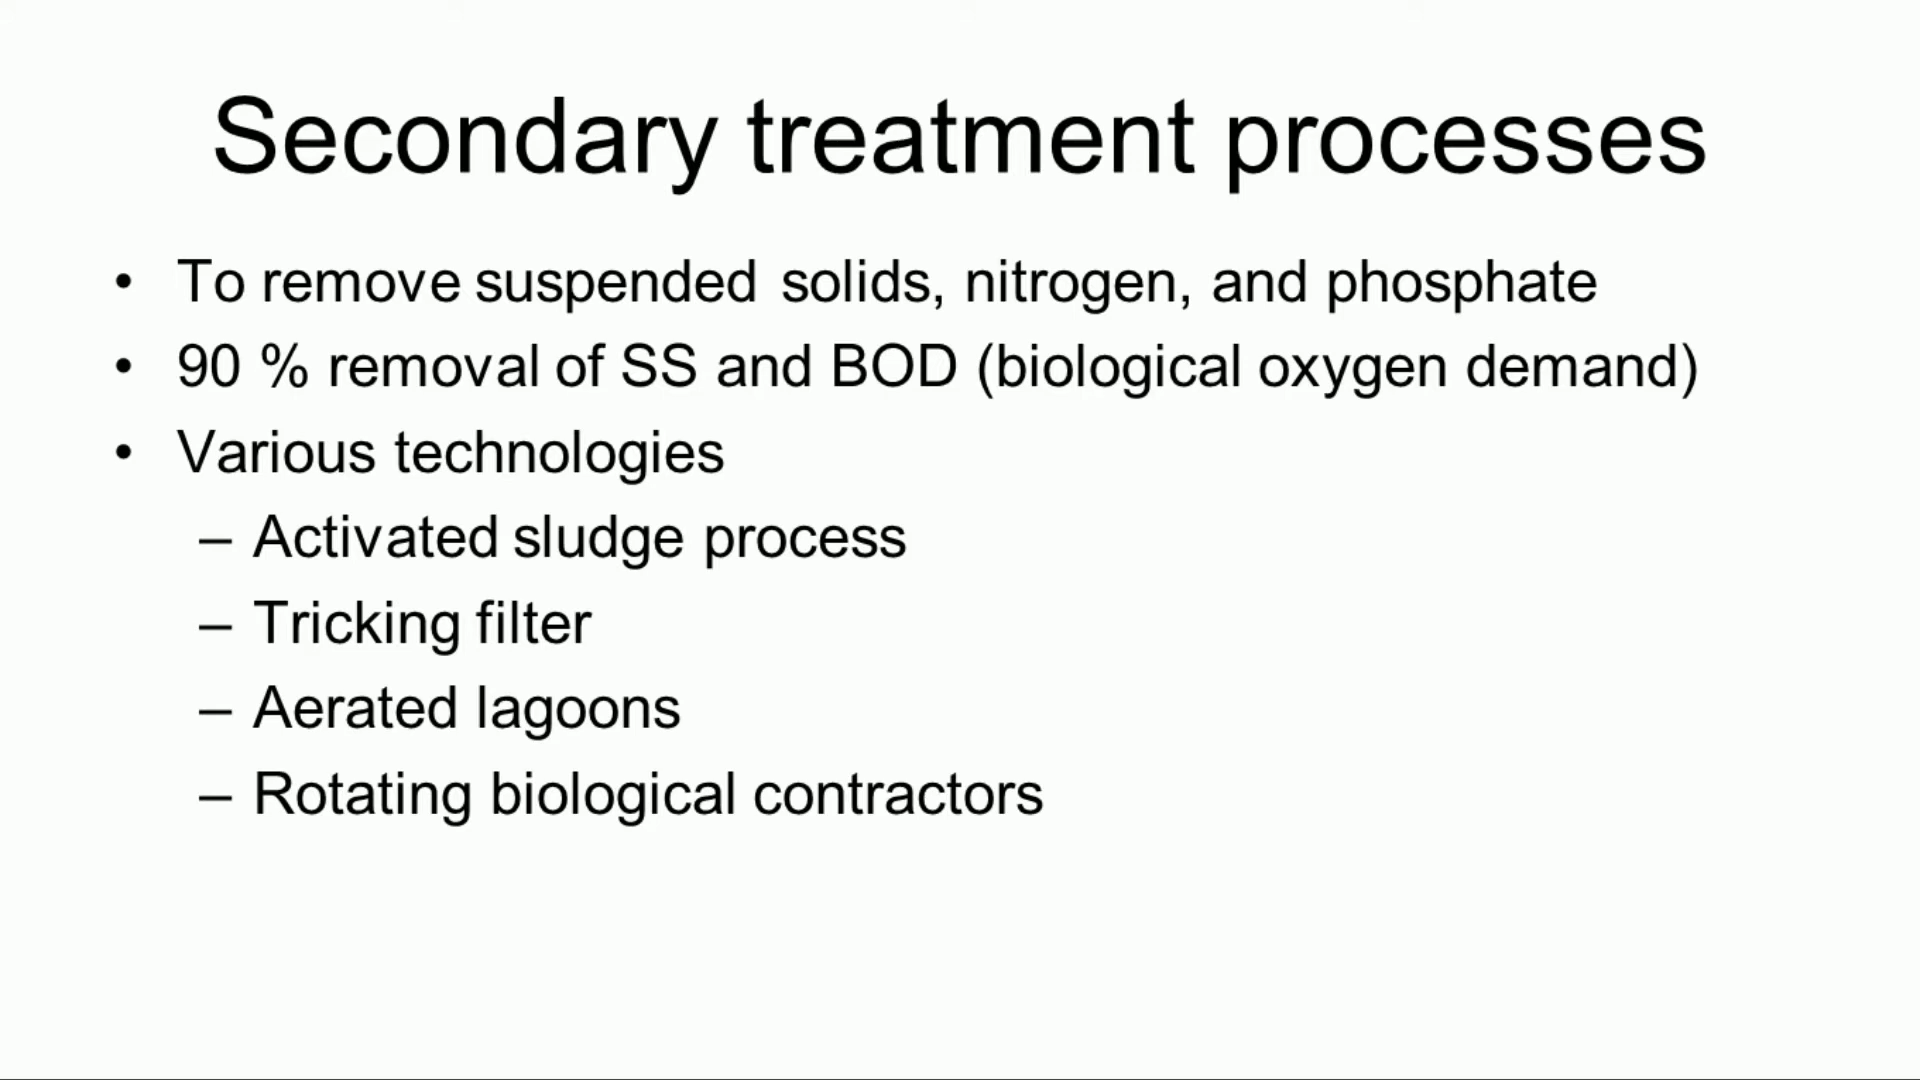 Secondary treatment processes
• To remove suspended solids, nitrogen, and phosphate
• 90 % removal of SS and BOD (biological oxygen demand)
• Various technologies
– Activated sludge process
– Tricking filter
– Aerated lagoons
– Rotating biological contractors